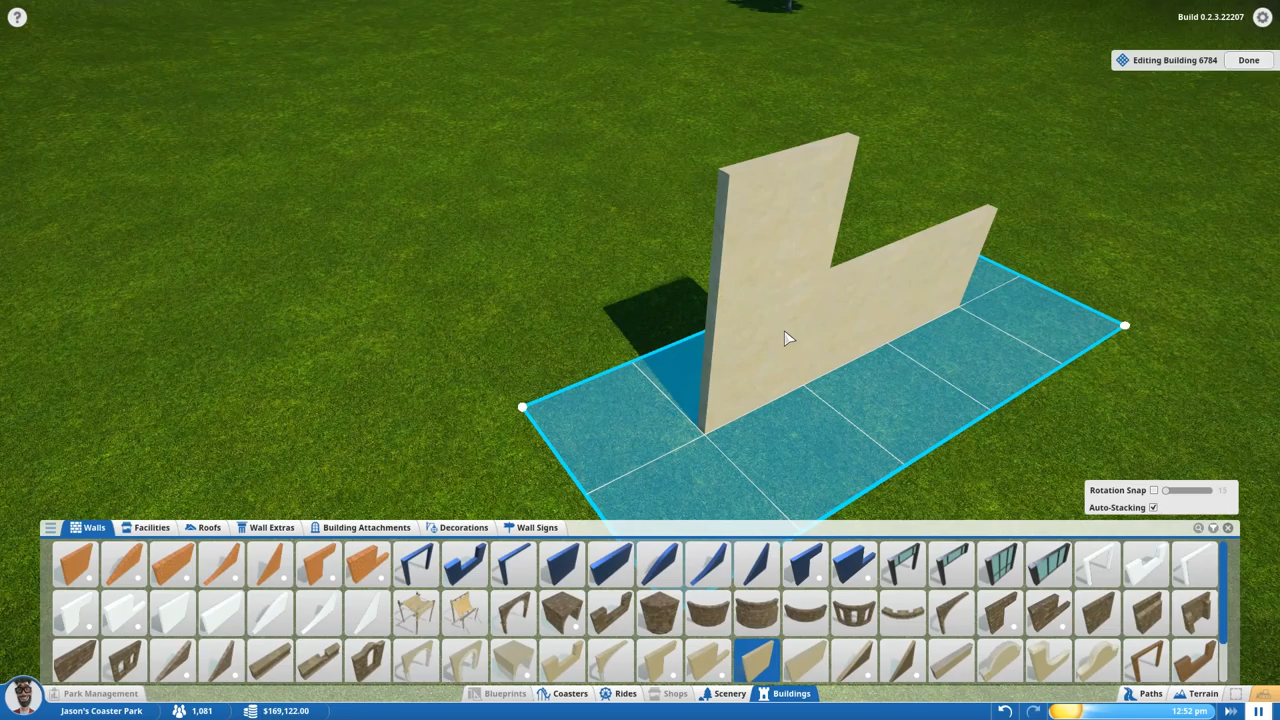 ?
Build 0.2.3.22207
Editing Building 6784
Done
Rotation Snap
15
Auto-Stacking
Walls
Facilities
Roofs
Wall Extras
Building Attachments
Decorations
Wall Signs
Park Management
Blueprints
Coasters
Rides
Shops
Scenery
Buildings
Paths
Terrain
Jason's Coaster Park
1,081
$169,122.00
12:52 pm